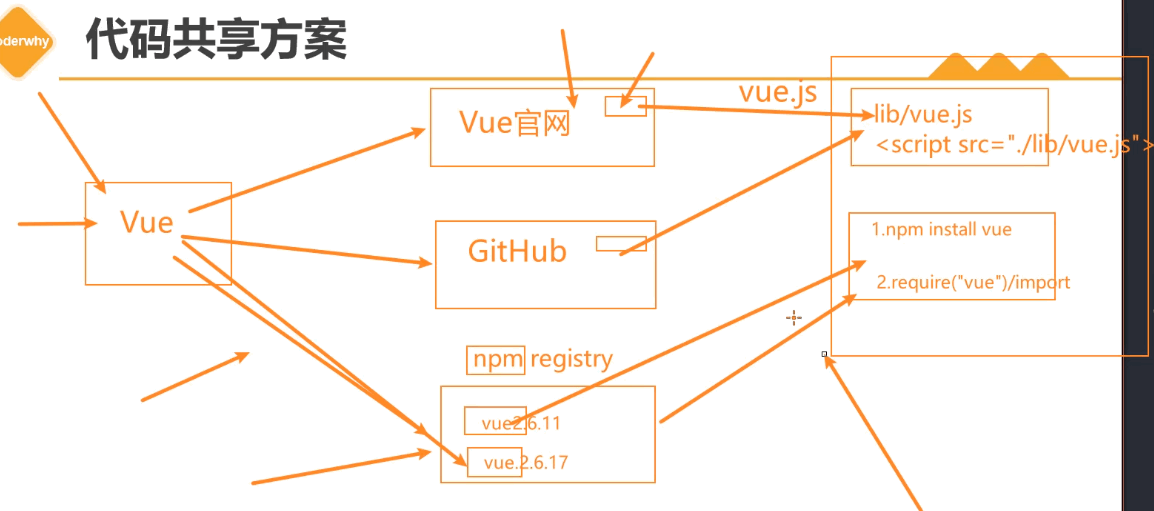 oderwhy
代码共享方案
vue.js
Vue官网
lib/vue.js
<script src="./lib/vue.js">
Vue
GitHub
1.npm install vue
2.require("vue")/import
npm registry
vue2.6.11
vue.2.6.17